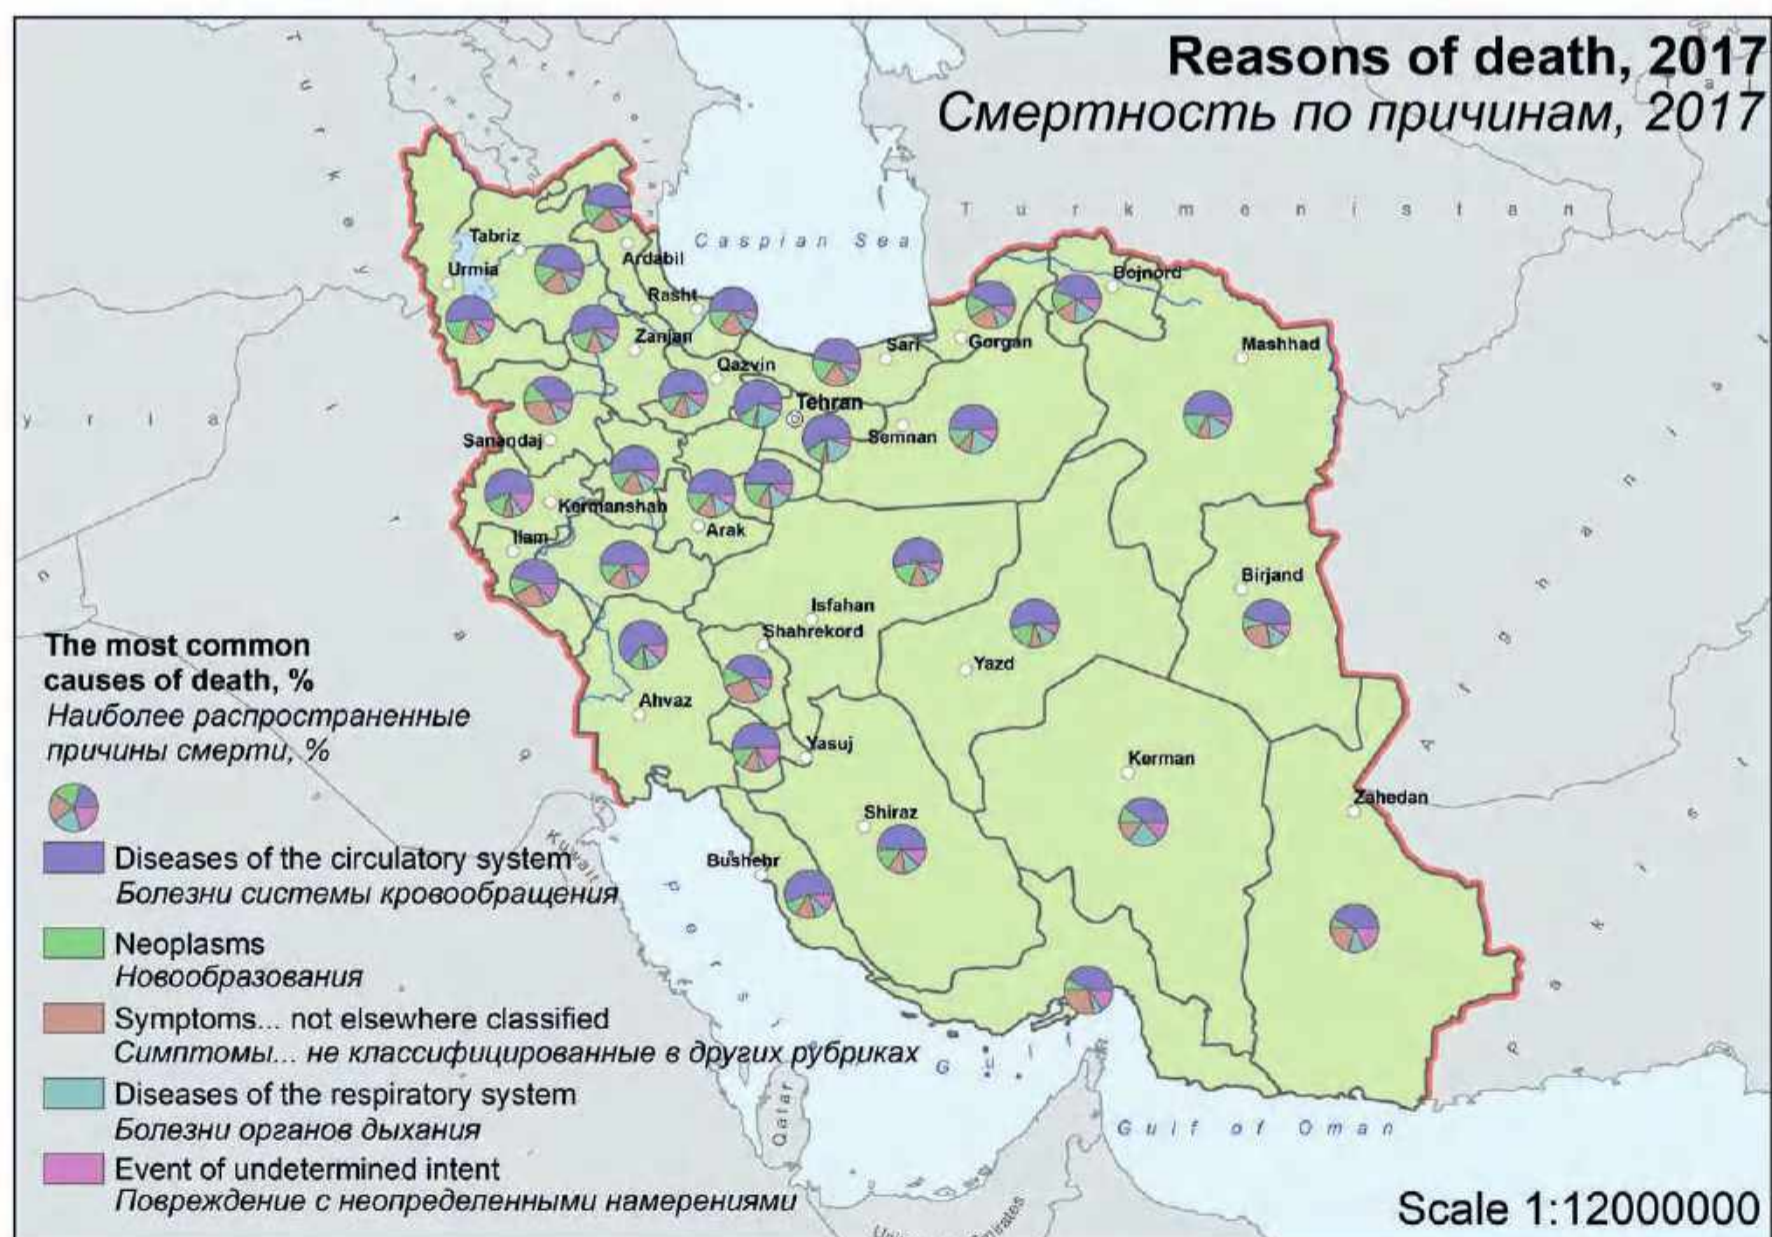 Reasons of death, 2017
Смертность по причинам, 2017
Turkey
Caspian Sea
Turkmenistan
Tabriz
Ardabil
Urmia
Rasht
Bojnord
Zanjan
Sari
Gorgan
Mashhad
Qazvin
Tehran
Semnan
Sanandaj
Kermanshah
Arak
Ilam
Birjand
Isfahan
Shahrekord
Yazd
Ahvaz
Yasuj
Kerman
Zahedan
Shiraz
Bushehr
The most common
causes of death, %
Наиболее распространенные
причины смерти, %
Diseases of the circulatory system
Болезни системы кровообращения
Neoplasms
Новообразования
Symptoms... not elsewhere classified
Симптомы... не классифицированные в других рубриках
Diseases of the respiratory system
Болезни органов дыхания
Event of undetermined intent
Повреждение с неопределенными намерениями
Kuwait
Qatar
Gulf of Oman
Scale 1:12000000